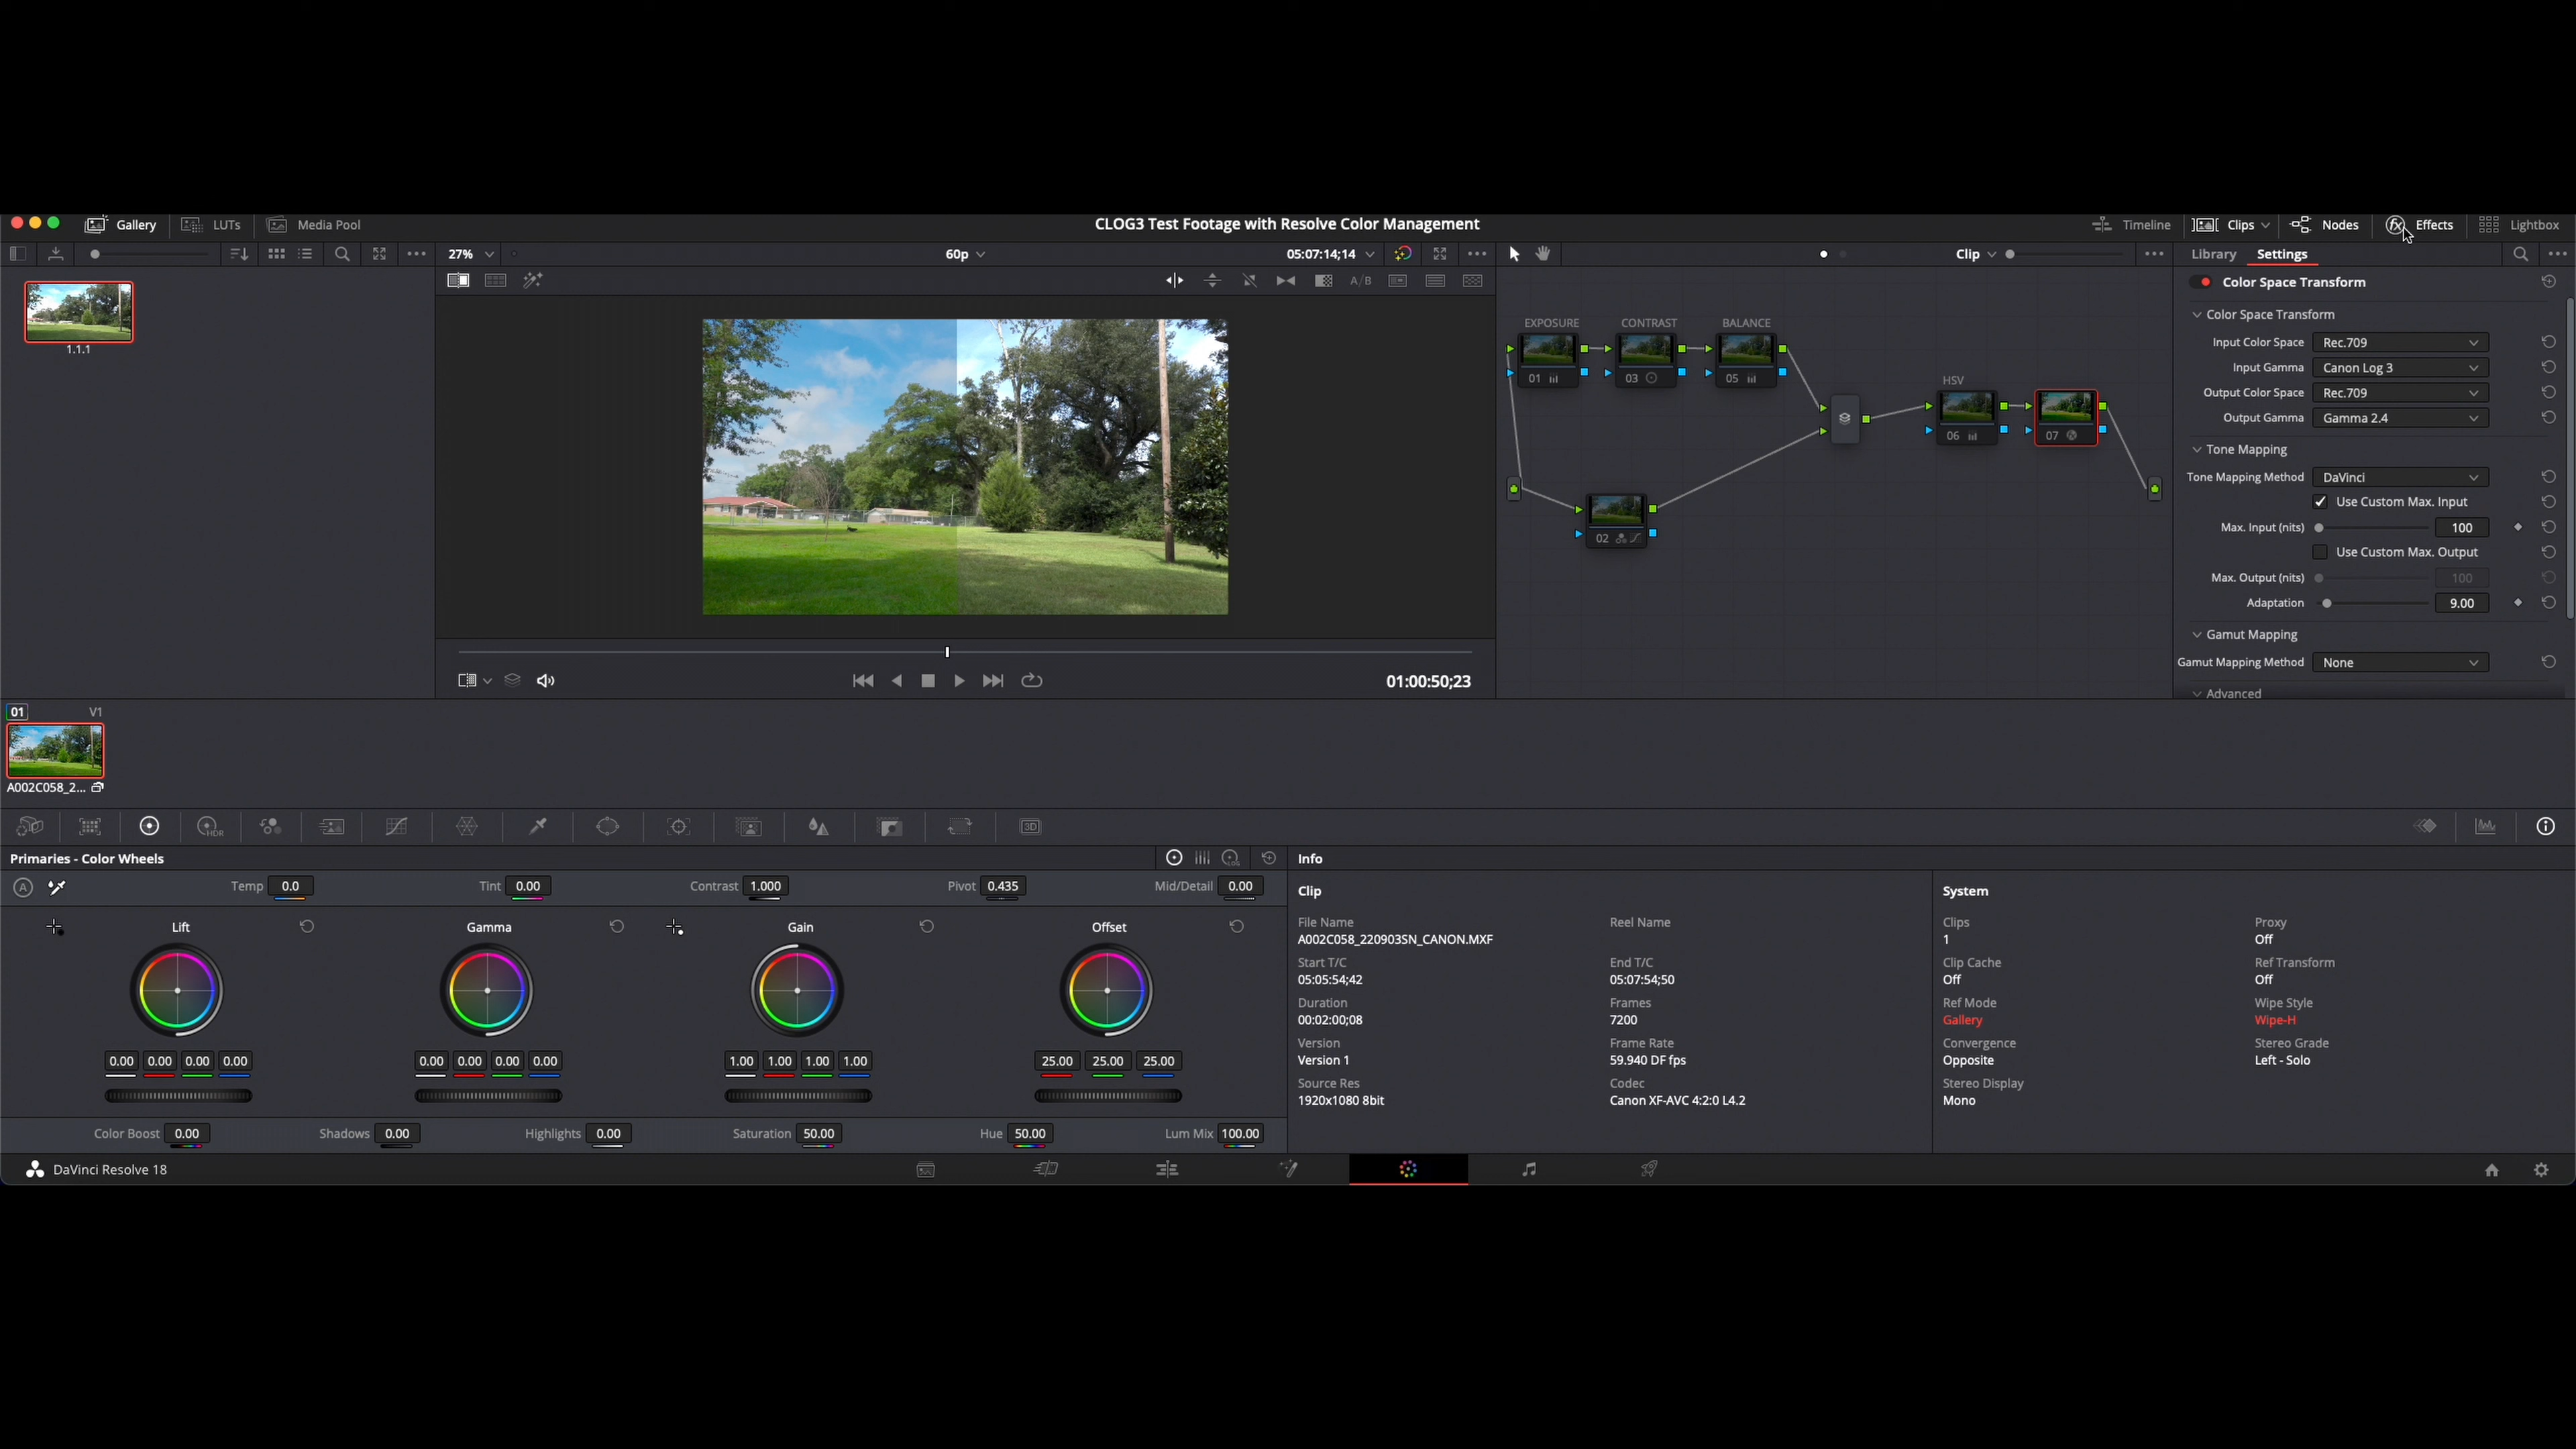 Gallery LUTs Media Pool CLOG3 Test Footage with Resolve Color Management Timeline Clips Nodes Effects Lightbox
27% 60p 05:07:14;14 Clip Library Settings
A/B
1.1.1
EXPOSURE CONTRAST BALANCE
01 03 05
HSV
06 07
02
Color Space Transform
Color Space Transform
Input Color Space Rec.709
Input Gamma Canon Log 3
Output Color Space Rec.709
Output Gamma Gamma 2.4
Tone Mapping
Tone Mapping Method DaVinci
Use Custom Max. Input
Max. Input (nits) 100
Use Custom Max. Output
Max. Output (nits) 100
Adaptation 9.00
Gamut Mapping
Gamut Mapping Method None
Advanced
01:00:50;23
01 V1
A002C058_2...
HDR
3D
Primaries - Color Wheels
Temp 0.0 Tint 0.00 Contrast 1.000 Pivot 0.435 Mid/Detail 0.00
Lift Gamma Gain Offset
0.00 0.00 0.00 0.00 0.00 0.00 0.00 0.00 1.00 1.00 1.00 1.00 25.00 25.00 25.00
Color Boost 0.00 Shadows 0.00 Highlights 0.00 Saturation 50.00 Hue 50.00 Lum Mix 100.00
Info
Clip
File Name Reel Name
A002C058_220903SN_CANON.MXF
Start T/C End T/C
05:05:54;42 05:07:54;50
Duration Frames
00:02:00;08 7200
Version Frame Rate
Version 1 59.940 DF fps
Source Res Codec
1920x1080 8bit Canon XF-AVC 4:2:0 L4.2
System
Clips Proxy
1 Off
Clip Cache Ref Transform
Off Off
Ref Mode Wipe Style
Gallery Wipe-H
Convergence Stereo Grade
Opposite Left - Solo
Stereo Display
Mono
DaVinci Resolve 18